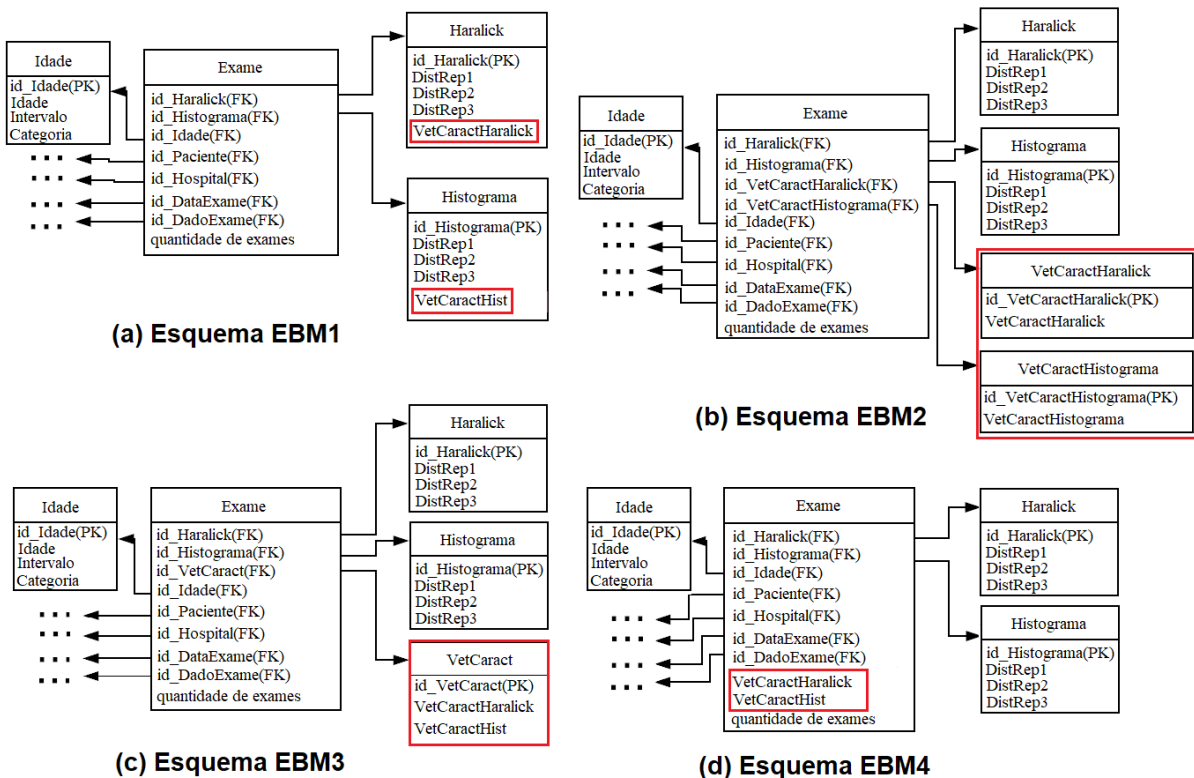 Idade
id_Idade(PK)
Idade
Intervalo
Categoria
Exame
id_Haralick(FK)
id_Histograma(FK)
id_Idade(FK)
id_Paciente(FK)
id_Hospital(FK)
id_DataExame(FK)
id_DadoExame(FK)
quantidade de exames
Haralick
id_Haralick(PK)
DistRep1
DistRep2
DistRep3
VetCaractHaralick
Histograma
id_Histograma(PK)
DistRep1
DistRep2
DistRep3
VetCaractHist
(a) Esquema EBM1
Idade
id_Idade(PK)
Idade
Intervalo
Categoria
Exame
id_Haralick(FK)
id_Histograma(FK)
id_VetCaractHaralick(FK)
id_VetCaractHistograma(FK)
id_Idade(FK)
id_Paciente(FK)
id_Hospital(FK)
id_DataExame(FK)
id_DadoExame(FK)
quantidade de exames
Haralick
id_Haralick(PK)
DistRep1
DistRep2
DistRep3
Histograma
id_Histograma(PK)
DistRep1
DistRep2
DistRep3
VetCaractHaralick
id_VetCaractHaralick(PK)
VetCaractHaralick
VetCaractHistograma
id_VetCaractHistograma(PK)
VetCaractHistograma
(b) Esquema EBM2
Idade
id_Idade(PK)
Idade
Intervalo
Categoria
Exame
id_Haralick(FK)
id_Histograma(FK)
id_VetCaract(FK)
id_Idade(FK)
id_Paciente(FK)
id_Hospital(FK)
id_DataExame(FK)
id_DadoExame(FK)
quantidade de exames
Haralick
id_Haralick(PK)
DistRep1
DistRep2
DistRep3
Histograma
id_Histograma(PK)
DistRep1
DistRep2
DistRep3
VetCaract
id_VetCaract(PK)
VetCaractHaralick
VetCaractHist
(c) Esquema EBM3
Idade
id_Idade(PK)
Idade
Intervalo
Categoria
Exame
id_Haralick(FK)
id_Histograma(FK)
id_Idade(FK)
id_Paciente(FK)
id_Hospital(FK)
id_DataExame(FK)
id_DadoExame(FK)
VetCaractHaralick
VetCaractHist
quantidade de exames
Haralick
id_Haralick(PK)
DistRep1
DistRep2
DistRep3
Histograma
id_Histograma(PK)
DistRep1
DistRep2
DistRep3
(d) Esquema EBM4